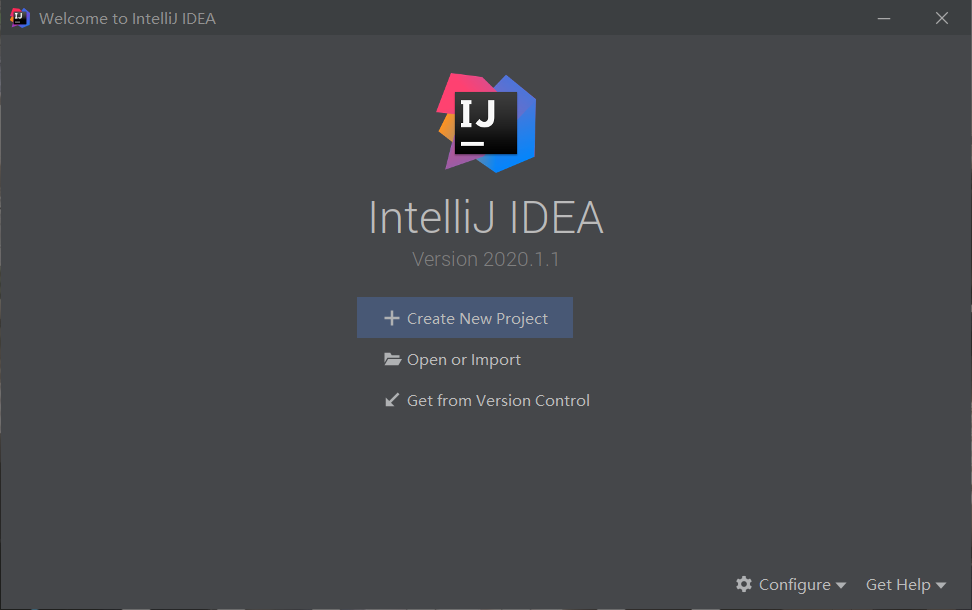 Welcome to IntelliJ IDEA
IJ
IntelliJ IDEA
Version 2020.1.1
Create New Project
Open or Import
Get from Version Control
Configure Get Help